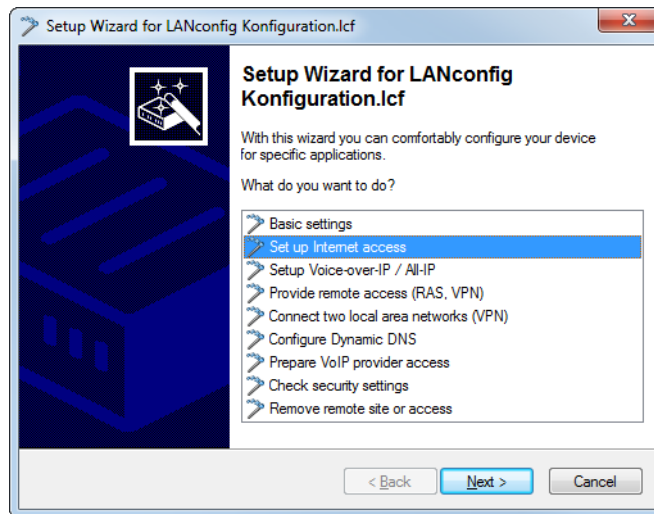 Setup Wizard for LANconfig Konfiguration.lcf
Setup Wizard for LANconfig
Konfiguration.lcf
With this wizard you can comfortably configure your device
for specific applications.
What do you want to do?
Basic settings
Set up Internet access
Setup Voice-over-IP / All-IP
Provide remote access (RAS, VPN)
Connect two local area networks (VPN)
Configure Dynamic DNS
Prepare VoIP provider access
Check security settings
Remove remote site or access
< Back
Next >
Cancel